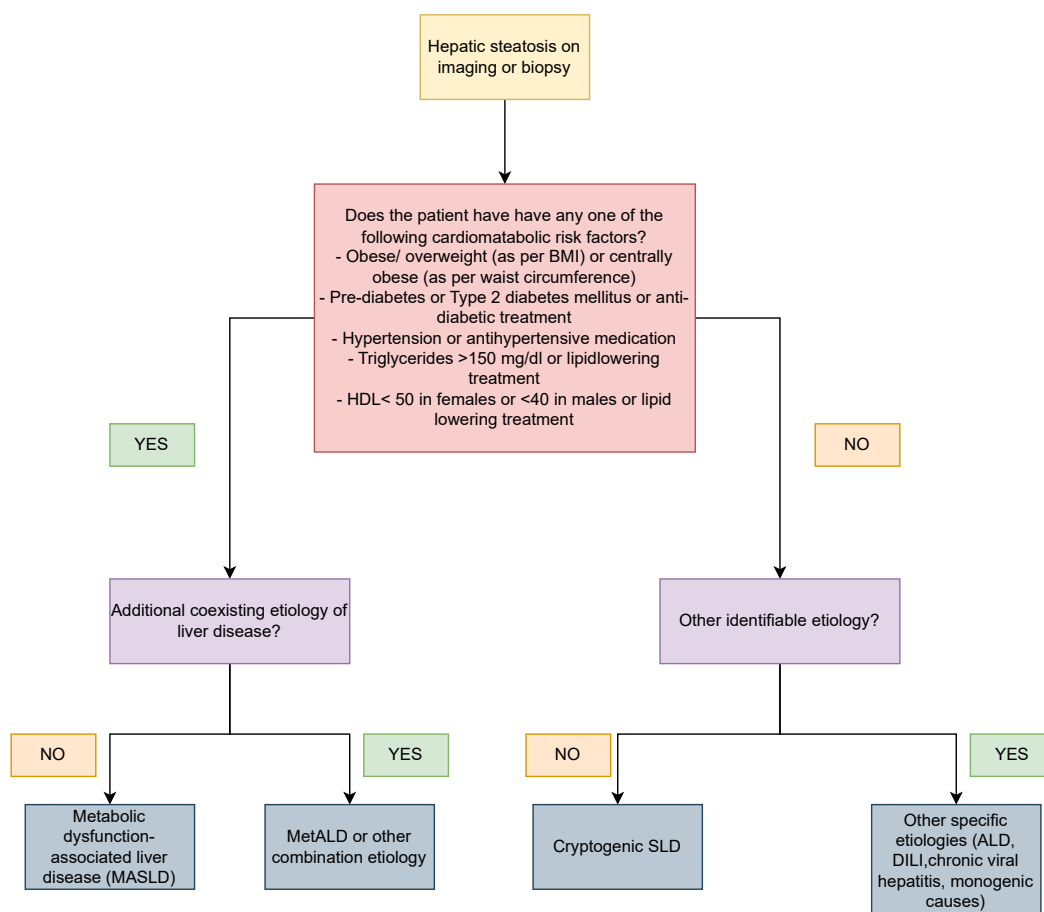 Hepatic steatosis on
imaging or biopsy
Does the patient have have any one of the
following cardiomatabolic risk factors?
- Obese/ overweight (as per BMI) or centrally
obese (as per waist circumference)
- Pre-diabetes or Type 2 diabetes mellitus or anti-
diabetic treatment
- Hypertension or antihypertensive medication
- Triglycerides >150 mg/dl or lipidlowering
treatment
- HDL< 50 in females or <40 in males or lipid
lowering treatment
YES
NO
Additional coexisting etiology of
liver disease?
Other identifiable etiology?
NO
YES
NO
YES
Metabolic
dysfunction-
associated liver
disease (MASLD)
MetALD or other
combination etiology
Cryptogenic SLD
Other specific
etiologies (ALD,
DILI,chronic viral
hepatitis, monogenic
causes)